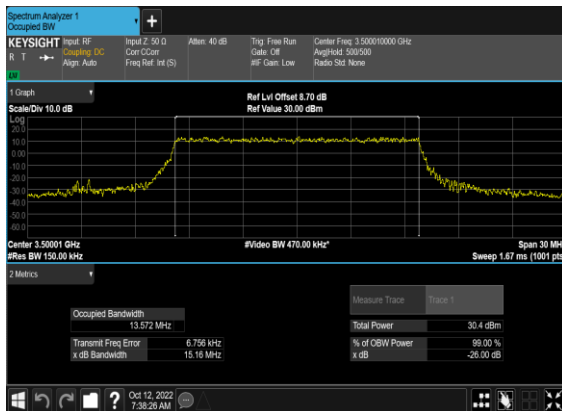 Spectrum Analyzer 1
Occupied BW
+
KEYSIGHT Input: RF Input Z: 50 Ω Atten: 40 dB Trig: Free Run Center Freq: 3.500010000 GHz
R T Coupling: DC Corr CCorr Gate: Off Avg|Hold: 500/500
Align: Auto Freq Ref: Int (S) #IF Gain: Low Radio Std: None
LXI
1 Graph
Ref Lvl Offset 8.70 dB
Scale/Div 10.0 dB Ref Value 30.00 dBm
Log
20.0
10.0
0.00
-10.0
-20.0
-30.0
-40.0
-50.0
-60.0
Center 3.50001 GHz #Video BW 470.00 kHz* Span 30 MH
#Res BW 150.00 kHz Sweep 1.67 ms (1001 pts
2 Metrics
Measure Trace Trace 1
Occupied Bandwidth
13.572 MHz Total Power 30.4 dBm
Transmit Freq Error 6.756 kHz % of OBW Power 99.00 %
x dB Bandwidth 15.16 MHz x dB -26.00 dB
? Oct 12, 2022
7:38:26 AM